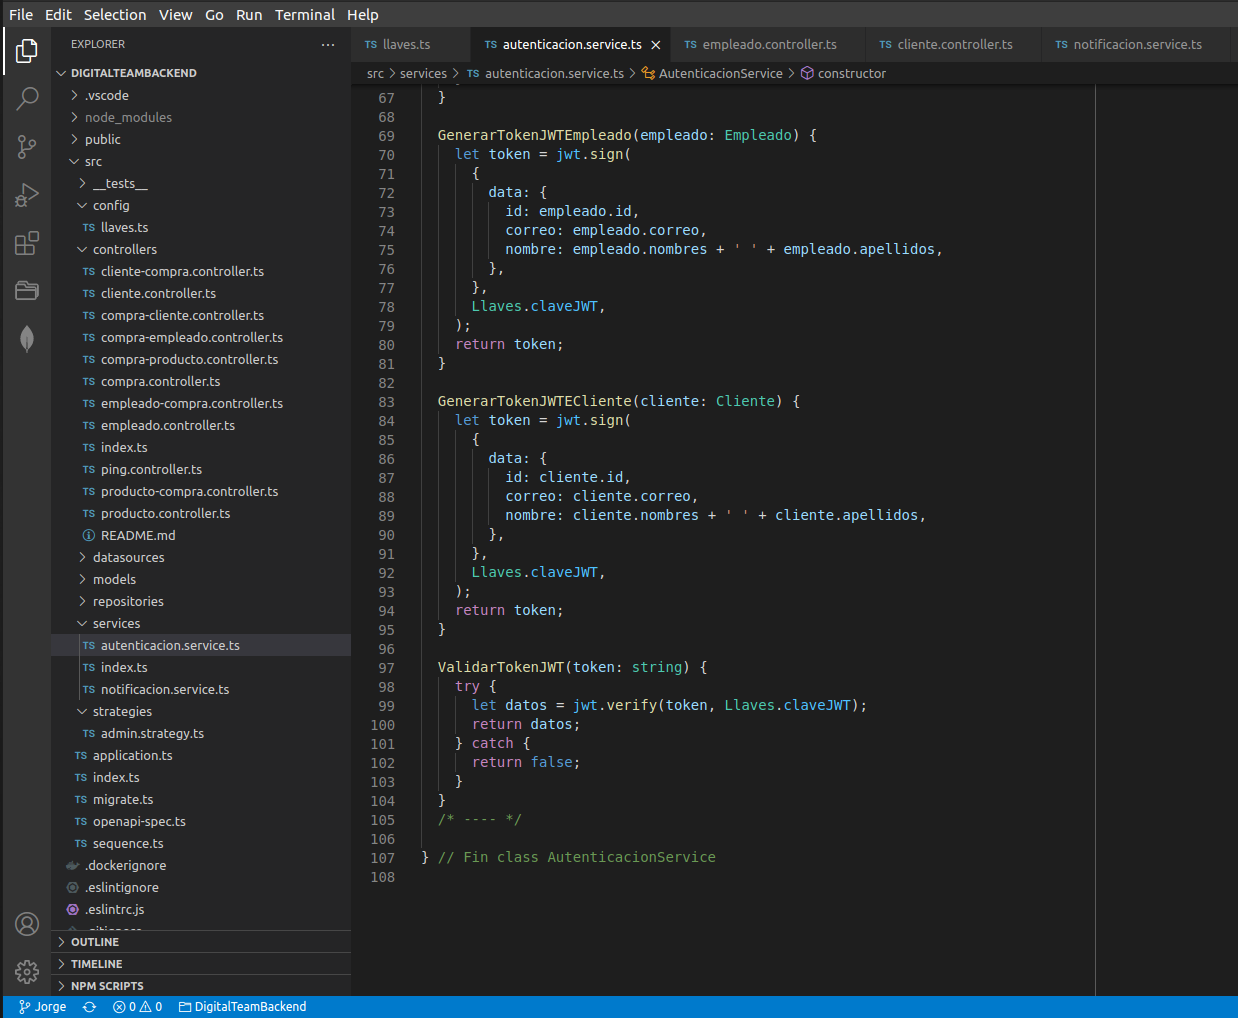 File Edit Selection View Go Run Terminal Help
EXPLORER ...
DIGITALTEAMBACKEND
.vscode
node_modules
public
src
__tests__
config
TS llaves.ts
controllers
TS cliente-compra.controller.ts
TS cliente.controller.ts
TS compra-cliente.controller.ts
TS compra-empleado.controller.ts
TS compra-producto.controller.ts
TS compra.controller.ts
TS empleado-compra.controller.ts
TS empleado.controller.ts
TS index.ts
TS ping.controller.ts
TS producto-compra.controller.ts
TS producto.controller.ts
README.md
datasources
models
repositories
services
TS autenticacion.service.ts
TS index.ts
TS notificacion.service.ts
strategies
TS admin.strategy.ts
TS application.ts
TS index.ts
TS migrate.ts
TS openapi-spec.ts
TS sequence.ts
.dockerignore
.eslintignore
.eslintrc.js
OUTLINE
TIMELINE
NPM SCRIPTS
TS llaves.ts TS autenticacion.service.ts × TS empleado.controller.ts TS cliente.controller.ts TS notificacion.service.ts
src > services > TS autenticacion.service.ts > AutenticacionService > constructor
67 }
68
69 GenerarTokenJWTEmpleado(empleado: Empleado) {
70 let token = jwt.sign(
71 {
72 data: {
73 id: empleado.id,
74 correo: empleado.correo,
75 nombre: empleado.nombres + ' ' + empleado.apellidos,
76 },
77 },
78 Llaves.claveJWT,
79 );
80 return token;
81 }
82
83 GenerarTokenJWTECliente(cliente: Cliente) {
84 let token = jwt.sign(
85 {
86 data: {
87 id: cliente.id,
88 correo: cliente.correo,
89 nombre: cliente.nombres + ' ' + cliente.apellidos,
90 },
91 },
92 Llaves.claveJWT,
93 );
94 return token;
95 }
96
97 ValidarTokenJWT(token: string) {
98 try {
99 let datos = jwt.verify(token, Llaves.claveJWT);
100 return datos;
101 } catch {
102 return false;
103 }
104 }
105 /* ---- */
106
107 } // Fin class AutenticacionService
108
Jorge 0 0 DigitalTeamBackend